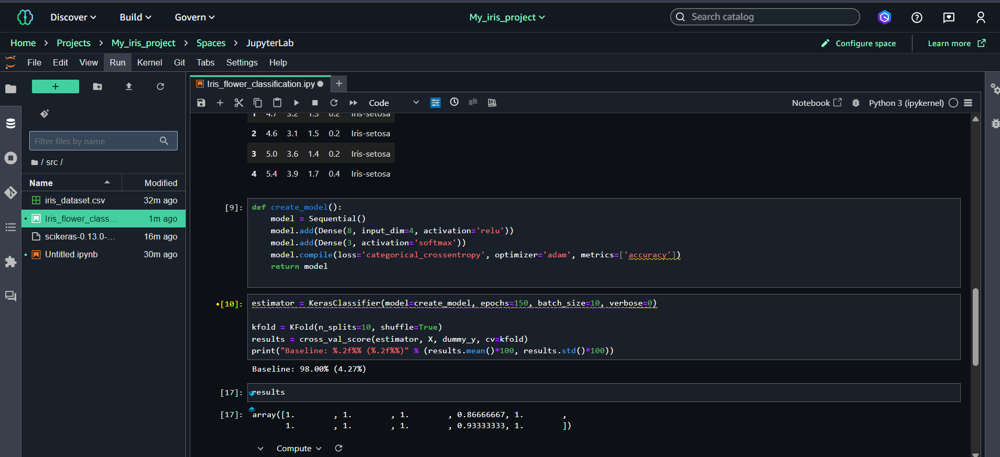 Discover Build Govern My_iris_project Search catalog
Home > Projects > My_iris_project > Spaces > JupyterLab Configure space Learn more
File Edit View Run Kernel Git Tabs Settings Help
+ Iris_flower_classification.ipy +
Code git Notebook Python 3 (ipykernel)
Filter files by name
/ src /
Name Modified
iris_dataset.csv 32m ago
Iris_flower_class... 1m ago
scikeras-0.13.0-... 16m ago
Untitled.ipynb 30m ago
1 4.7 3.2 1.3 0.2 Iris-setosa
2 4.6 3.1 1.5 0.2 Iris-setosa
3 5.0 3.6 1.4 0.2 Iris-setosa
4 5.4 3.9 1.7 0.4 Iris-setosa
[9]: def create_model():
    model = Sequential()
    model.add(Dense(8, input_dim=4, activation='relu'))
    model.add(Dense(3, activation='softmax'))
    model.compile(loss='categorical_crossentropy', optimizer='adam', metrics=['accuracy'])
    return model
•[10]: estimator = KerasClassifier(model=create_model, epochs=150, batch_size=10, verbose=0)
kfold = KFold(n_splits=10, shuffle=True)
results = cross_val_score(estimator, X, dummy_y, cv=kfold)
print("Baseline: %.2f%% (%.2f%%)" % (results.mean()*100, results.std()*100))
Baseline: 98.00% (4.27%)
[17]: results
[17]: array([1.        , 1.        , 1.        , 0.86666667, 1.        ,
       1.        , 1.        , 1.        , 0.93333333, 1.        ])
Compute